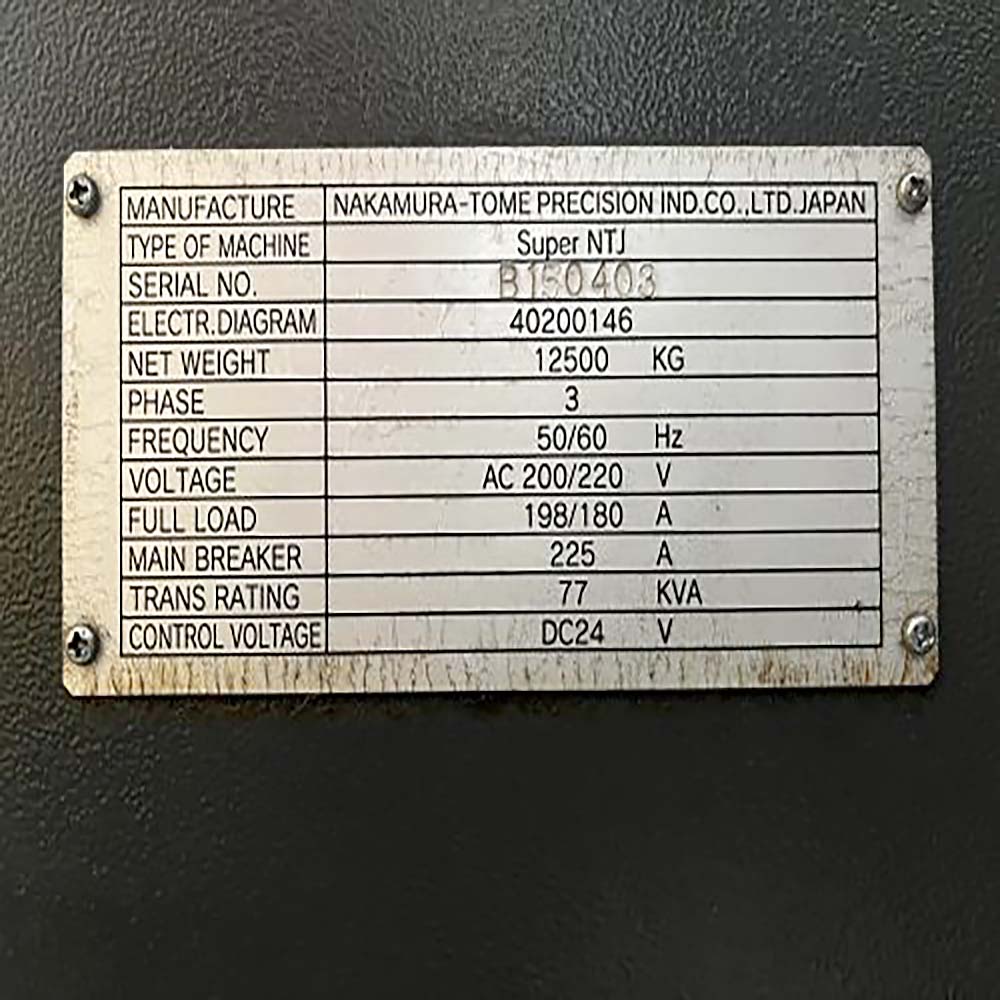 MANUFACTURE NAKAMURA-TOME PRECISION IND.CO.,LTD.JAPAN
TYPE OF MACHINE Super NTJ
SERIAL NO. B150403
ELECTR.DIAGRAM 40200146
NET WEIGHT 12500 KG
PHASE 3
FREQUENCY 50/60 Hz
VOLTAGE AC 200/220 V
FULL LOAD 198/180 A
MAIN BREAKER 225 A
TRANS RATING 77 KVA
CONTROL VOLTAGE DC24 V